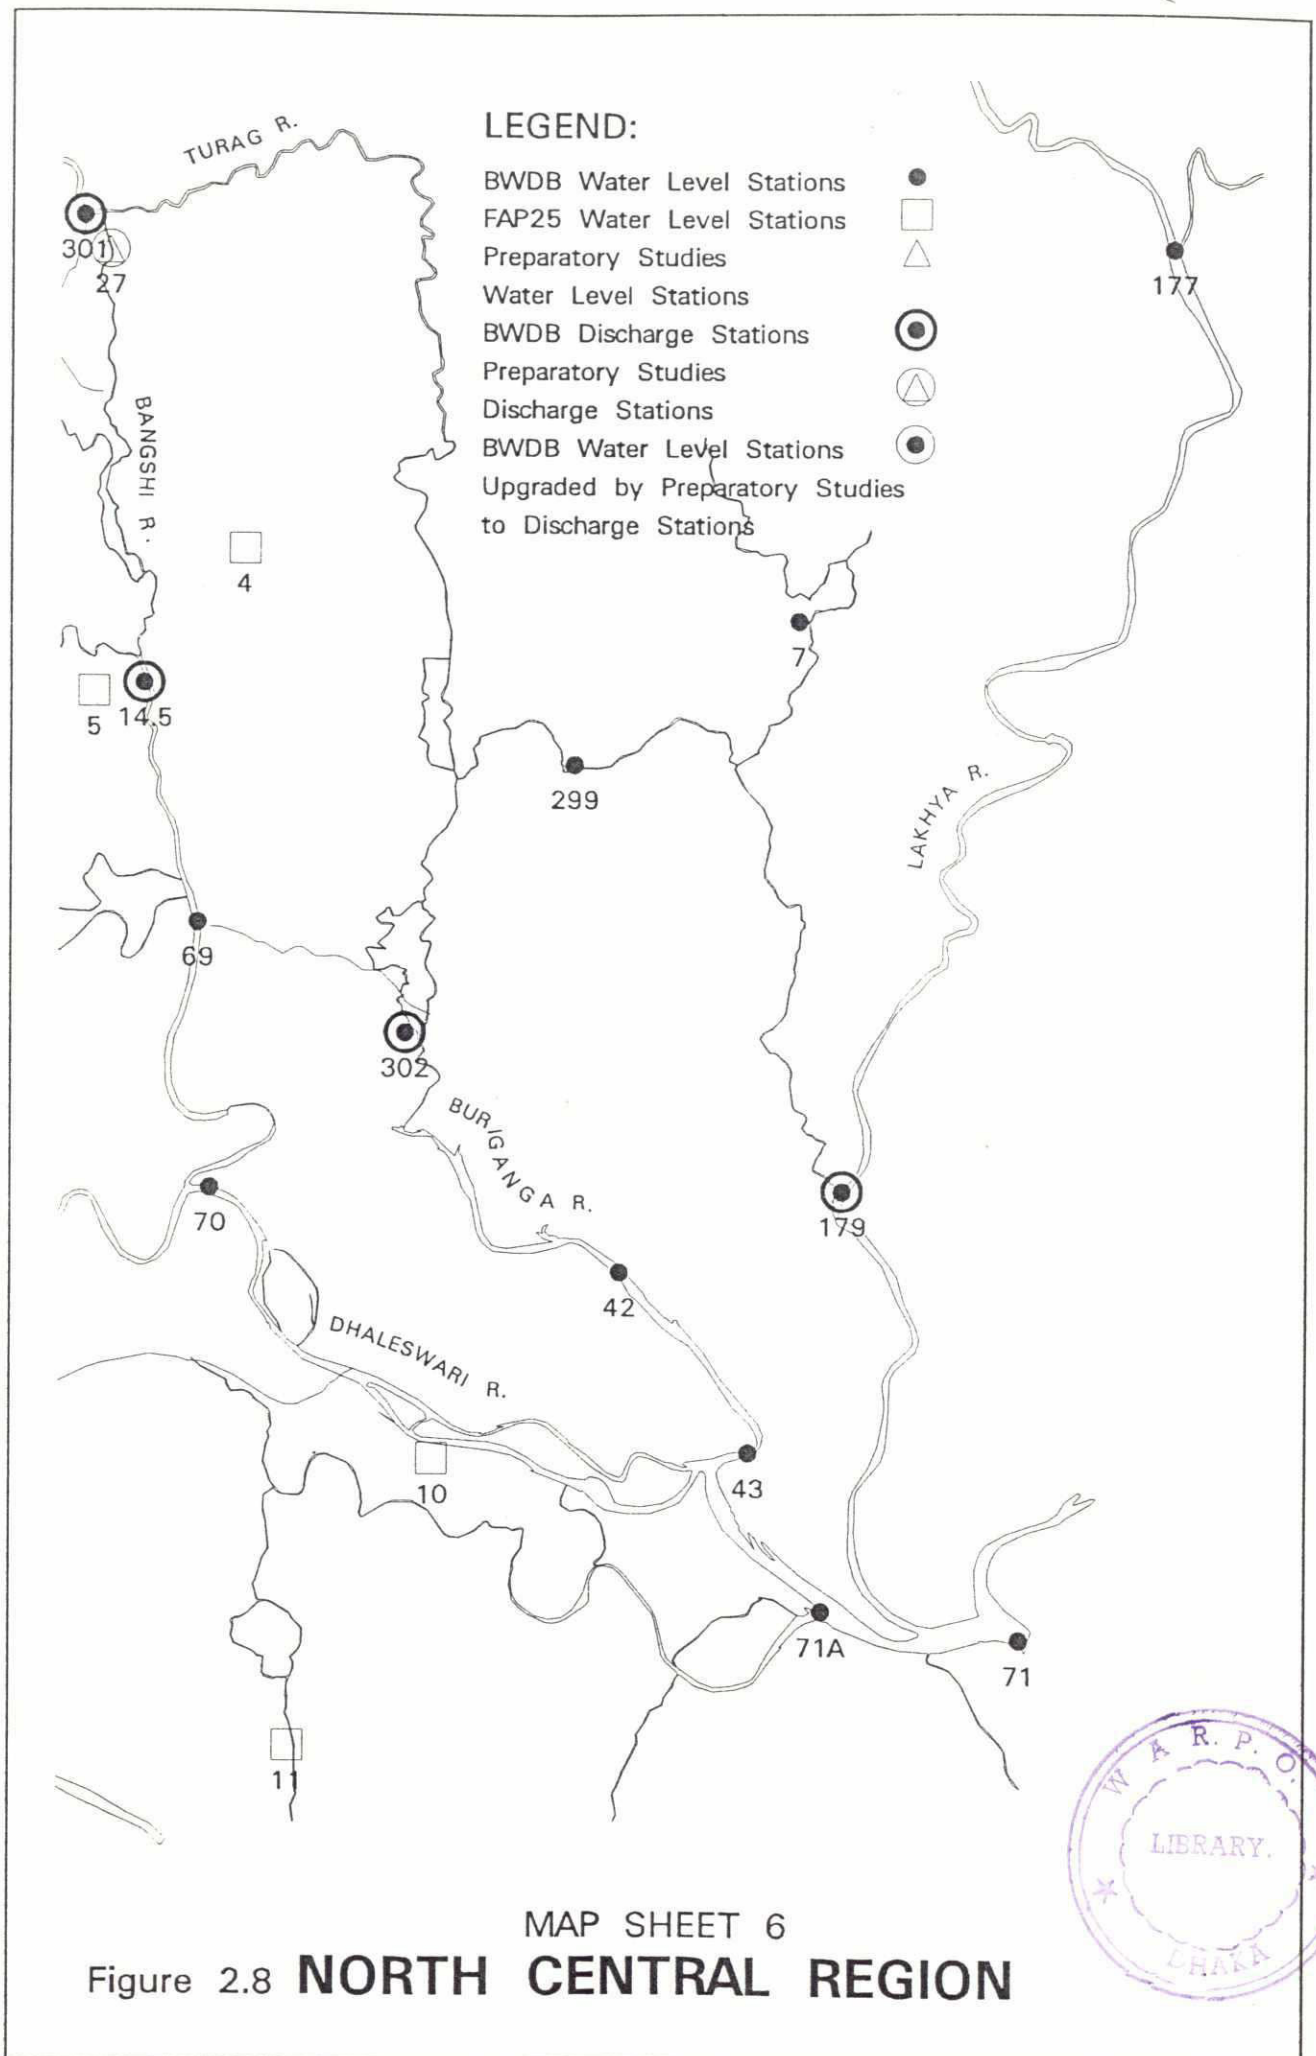 TURAG R.
LEGEND:
BWDB Water Level Stations
FAP25 Water Level Stations
Preparatory Studies
Water Level Stations
BWDB Discharge Stations
Preparatory Studies
Discharge Stations
BWDB Water Level Stations
Upgraded by Preparatory Studies
to Discharge Stations
301
27
177
BANGSHI R.
4
7
5
14.5
299
LAKHYA R.
69
302
BURIGANGA R.
70
179
42
DHALESWARI R.
10
43
71A
71
11
W A R. P. O.
LIBRARY.
DHAKA
MAP SHEET 6
Figure 2.8 NORTH CENTRAL REGION